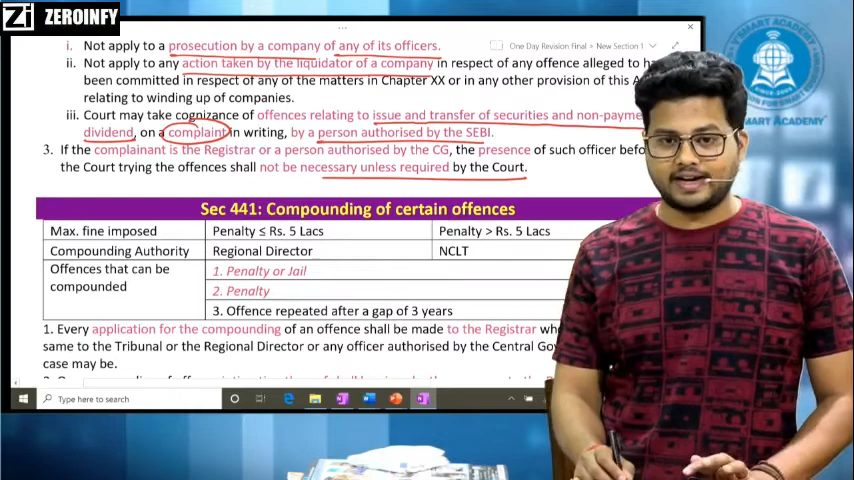 Zi ZEROINFY
One Day Revision Final > New Section 1
i. Not apply to a prosecution by a company of any of its officers.
ii. Not apply to any action taken by the liquidator of a company in respect of any offence alleged to ha
been committed in respect of any of the matters in Chapter XX or in any other provision of this A
relating to winding up of companies.
iii. Court may take cognizance of offences relating to issue and transfer of securities and non-payme
dividend, on a complaint in writing, by a person authorised by the SEBI.
3. If the complainant is the Registrar or a person authorised by the CG, the presence of such officer befo
the Court trying the offences shall not be necessary unless required by the Court.
Sec 441: Compounding of certain offences
Max. fine imposed Penalty ≤ Rs. 5 Lacs Penalty > Rs. 5 Lacs
Compounding Authority Regional Director NCLT
Offences that can be compounded
1. Penalty or Jail
2. Penalty
3. Offence repeated after a gap of 3 years
1. Every application for the compounding of an offence shall be made to the Registrar wh
same to the Tribunal or the Regional Director or any officer authorised by the Central Gov
case may be.
Type here to search
SMART ACADEMY
SMART ACADEMY